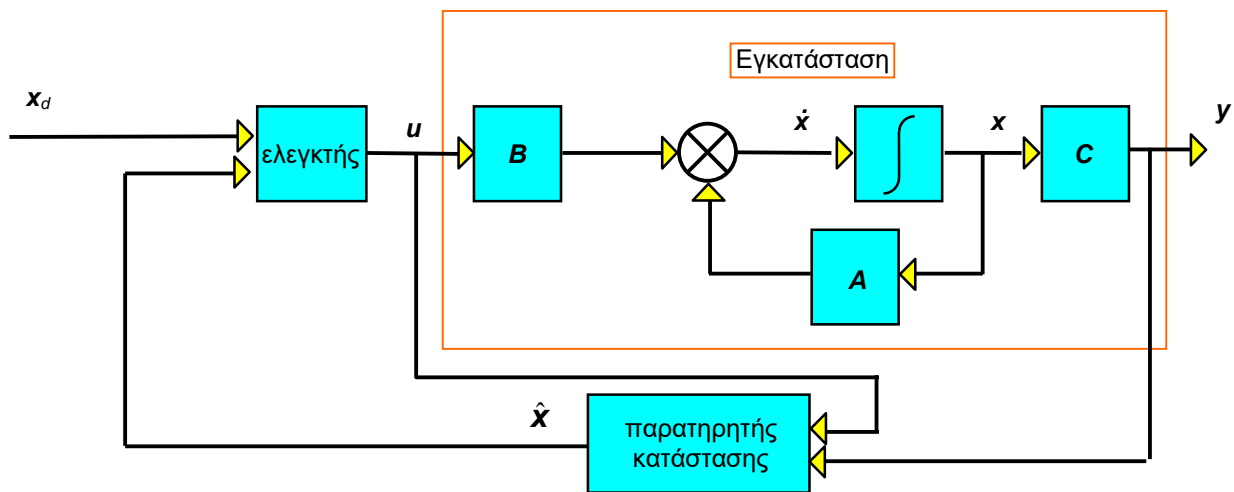 Εγκατάσταση
x_d
ελεγκτής
u
B
ẋ
∫
x
C
y
A
x̂
παρατηρητής
κατάστασης